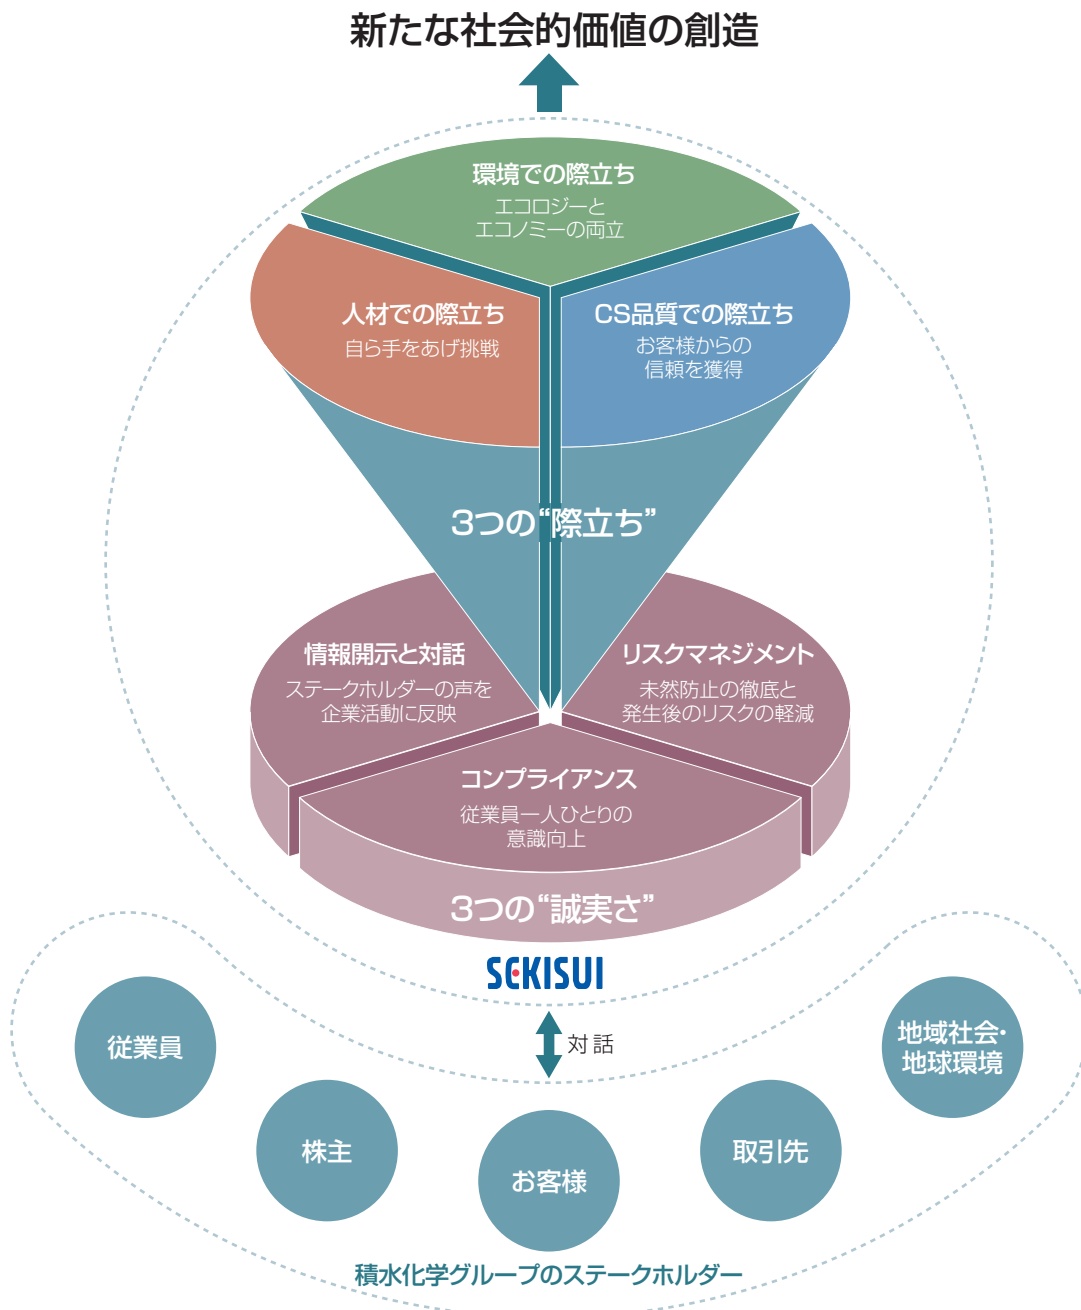 新たな社会的価値の創造
環境での際立ち
エコロジーと
エコノミーの両立
人材での際立ち
自ら手をあげ挑戦
CS品質での際立ち
お客様からの
信頼を獲得
3つの“際立ち”
情報開示と対話
ステークホルダーの声を
企業活動に反映
リスクマネジメント
未然防止の徹底と
発生後のリスクの軽減
コンプライアンス
従業員一人ひとりの
意識向上
3つの“誠実さ”
SEKISUI
対話
従業員
株主
お客様
取引先
地域社会・
地球環境
積水化学グループのステークホルダー